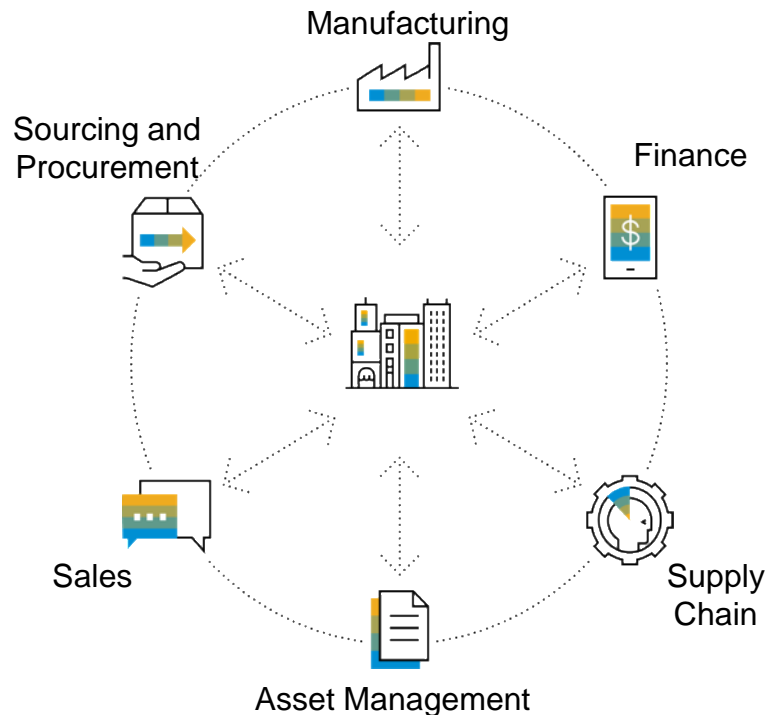 Manufacturing
Sourcing and
Procurement
Finance
$
Sales
Supply
Chain
Asset Management